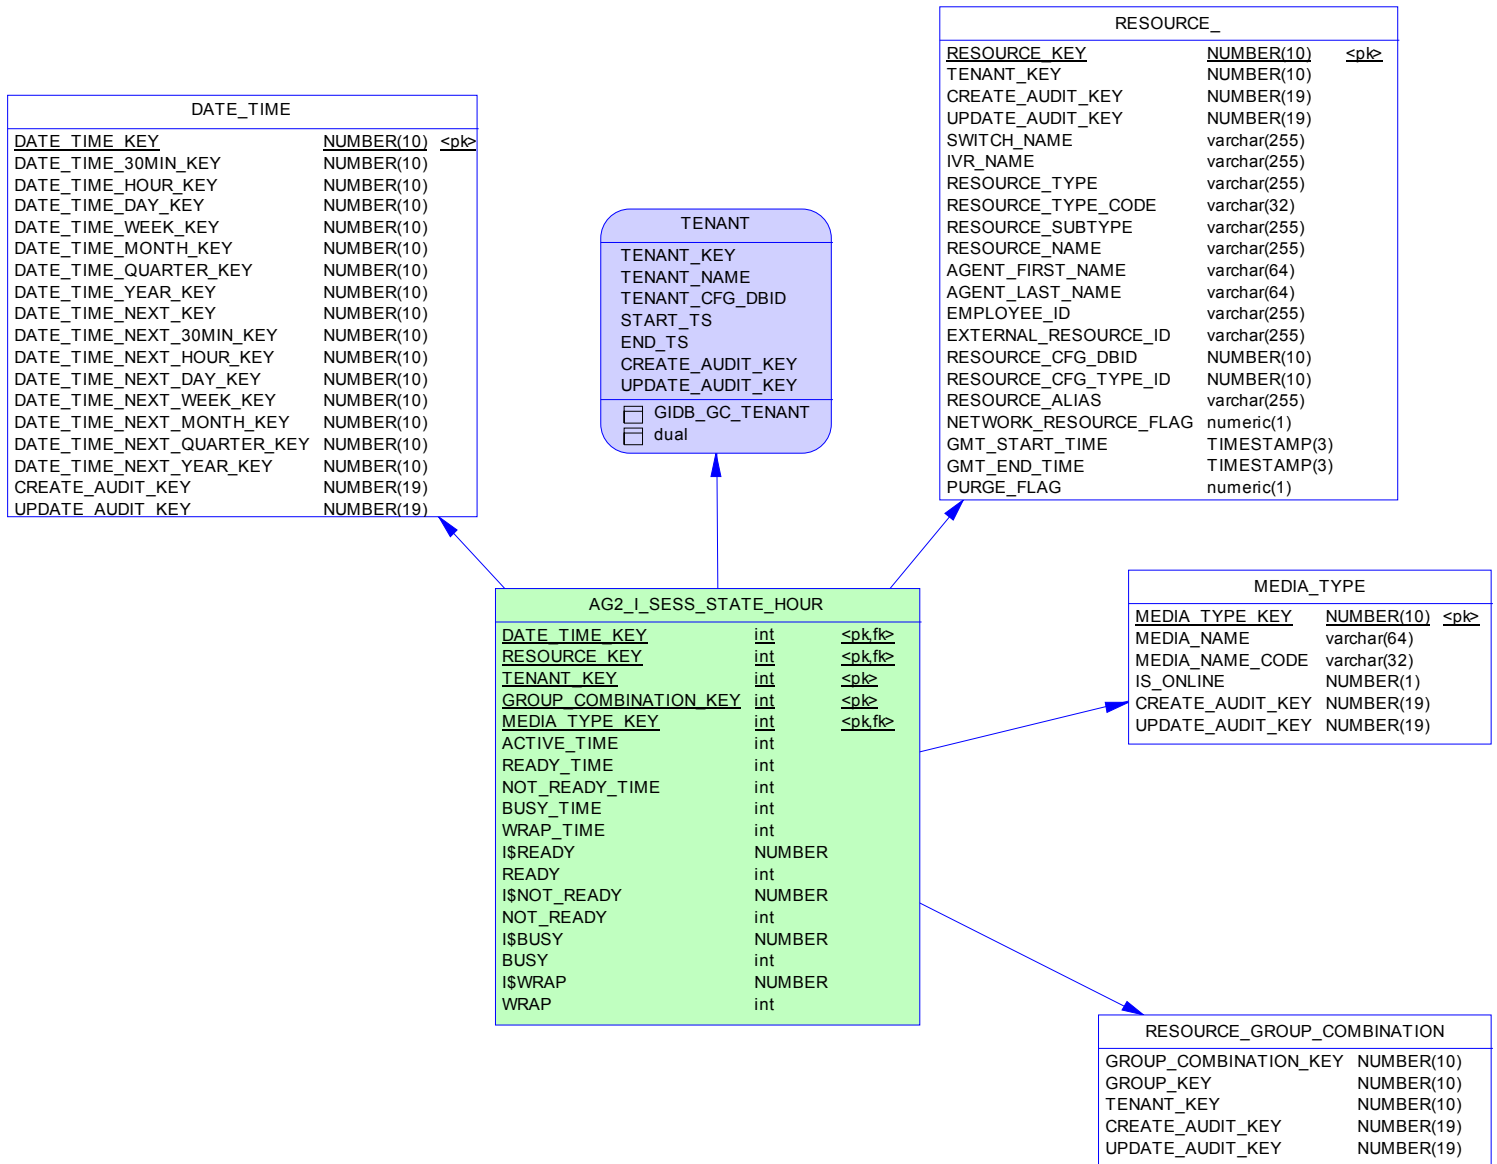 RESOURCE_
RESOURCE_KEY NUMBER(10) <pk>
TENANT_KEY NUMBER(10)
CREATE_AUDIT_KEY NUMBER(19)
UPDATE_AUDIT_KEY NUMBER(19)
SWITCH_NAME varchar(255)
IVR_NAME varchar(255)
RESOURCE_TYPE varchar(255)
RESOURCE_TYPE_CODE varchar(32)
RESOURCE_SUBTYPE varchar(255)
RESOURCE_NAME varchar(255)
AGENT_FIRST_NAME varchar(64)
AGENT_LAST_NAME varchar(64)
EMPLOYEE_ID varchar(255)
EXTERNAL_RESOURCE_ID varchar(255)
RESOURCE_CFG_DBID NUMBER(10)
RESOURCE_CFG_TYPE_ID NUMBER(10)
RESOURCE_ALIAS varchar(255)
NETWORK_RESOURCE_FLAG numeric(1)
GMT_START_TIME TIMESTAMP(3)
GMT_END_TIME TIMESTAMP(3)
PURGE_FLAG numeric(1)
DATE_TIME
DATE_TIME_KEY NUMBER(10) <pk>
DATE_TIME_30MIN_KEY NUMBER(10)
DATE_TIME_HOUR_KEY NUMBER(10)
DATE_TIME_DAY_KEY NUMBER(10)
DATE_TIME_WEEK_KEY NUMBER(10)
DATE_TIME_MONTH_KEY NUMBER(10)
DATE_TIME_QUARTER_KEY NUMBER(10)
DATE_TIME_YEAR_KEY NUMBER(10)
DATE_TIME_NEXT_KEY NUMBER(10)
DATE_TIME_NEXT_30MIN_KEY NUMBER(10)
DATE_TIME_NEXT_HOUR_KEY NUMBER(10)
DATE_TIME_NEXT_DAY_KEY NUMBER(10)
DATE_TIME_NEXT_WEEK_KEY NUMBER(10)
DATE_TIME_NEXT_MONTH_KEY NUMBER(10)
DATE_TIME_NEXT_QUARTER_KEY NUMBER(10)
DATE_TIME_NEXT_YEAR_KEY NUMBER(10)
CREATE_AUDIT_KEY NUMBER(19)
UPDATE_AUDIT_KEY NUMBER(19)
TENANT
TENANT_KEY
TENANT_NAME
TENANT_CFG_DBID
START_TS
END_TS
CREATE_AUDIT_KEY
UPDATE_AUDIT_KEY
GIDB_GC_TENANT
dual
AG2_I_SESS_STATE_HOUR
DATE_TIME_KEY int <pk,fk>
RESOURCE_KEY int <pk,fk>
TENANT_KEY int <pk>
GROUP_COMBINATION_KEY int <pk>
MEDIA_TYPE_KEY int <pk,fk>
ACTIVE_TIME int
READY_TIME int
NOT_READY_TIME int
BUSY_TIME int
WRAP_TIME int
I$READY NUMBER
READY int
I$NOT_READY NUMBER
NOT_READY int
I$BUSY NUMBER
BUSY int
I$WRAP NUMBER
WRAP int
MEDIA_TYPE
MEDIA_TYPE_KEY NUMBER(10) <pk>
MEDIA_NAME varchar(64)
MEDIA_NAME_CODE varchar(32)
IS_ONLINE NUMBER(1)
CREATE_AUDIT_KEY NUMBER(19)
UPDATE_AUDIT_KEY NUMBER(19)
RESOURCE_GROUP_COMBINATION
GROUP_COMBINATION_KEY NUMBER(10)
GROUP_KEY NUMBER(10)
TENANT_KEY NUMBER(10)
CREATE_AUDIT_KEY NUMBER(19)
UPDATE_AUDIT_KEY NUMBER(19)